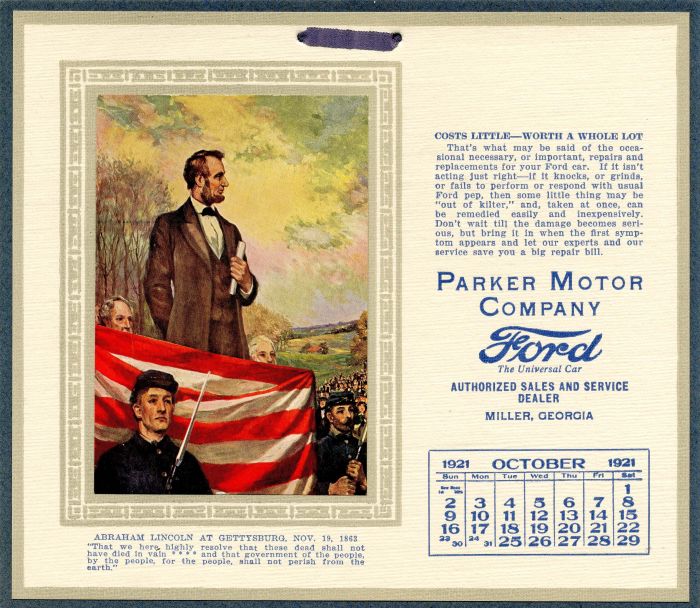 ABRAHAM LINCOLN AT GETTYSBURG, NOV. 19, 1863
"That we here highly resolve that these dead shall not
have died in vain **** and that government of the people,
by the people, for the people, shall not perish from the
earth."
COSTS LITTLE—WORTH A WHOLE LOT
That's what may be said of the occa-
sional necessary, or important, repairs and
replacements for your Ford car. If it isn't
acting just right—if it knocks, or grinds,
or fails to perform or respond with usual
Ford pep, then some little thing may be
"out of kilter," and, taken at once, can
be remedied easily and inexpensively.
Don't wait till the damage becomes seri-
ous, but bring it in when the first symp-
tom appears and let our experts and our
service save you a big repair bill.
PARKER MOTOR
COMPANY
Ford
The Universal Car
AUTHORIZED SALES AND SERVICE
DEALER
MILLER, GEORGIA
1921 OCTOBER 1921
Sun Mon Tue Wed Thu Fri Sat
1
2 3 4 5 6 7 8
9 10 11 12 13 14 15
16 17 18 19 20 21 22
23 30 24 31 25 26 27 28 29